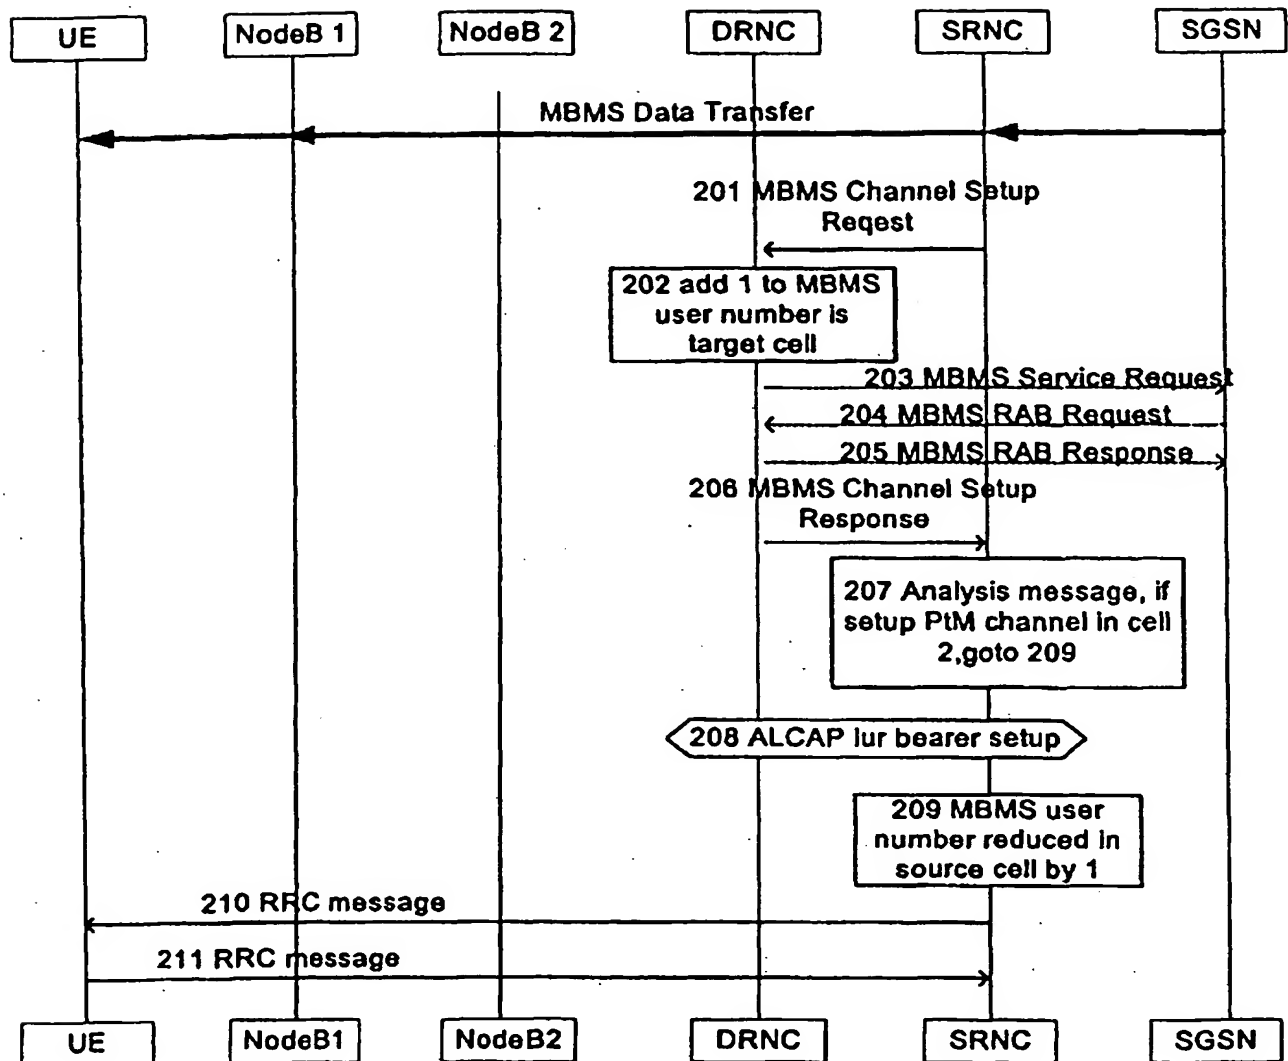 UE
NodeB 1
NodeB 2
DRNC
SRNC
SGSN
MBMS Data Transfer
201 MBMS Channel Setup
Reqest
202 add 1 to MBMS
user number is
target cell
203 MBMS Service Request
204 MBMS RAB Request
205 MBMS RAB Response
206 MBMS Channel Setup
Response
207 Analysis message, if
setup PtM channel in cell
2,goto 209
208 ALCAP Iur bearer setup
209 MBMS user
number reduced in
source cell by 1
210 RRC message
211 RRC message
UE
NodeB1
NodeB2
DRNC
SRNC
SGSN